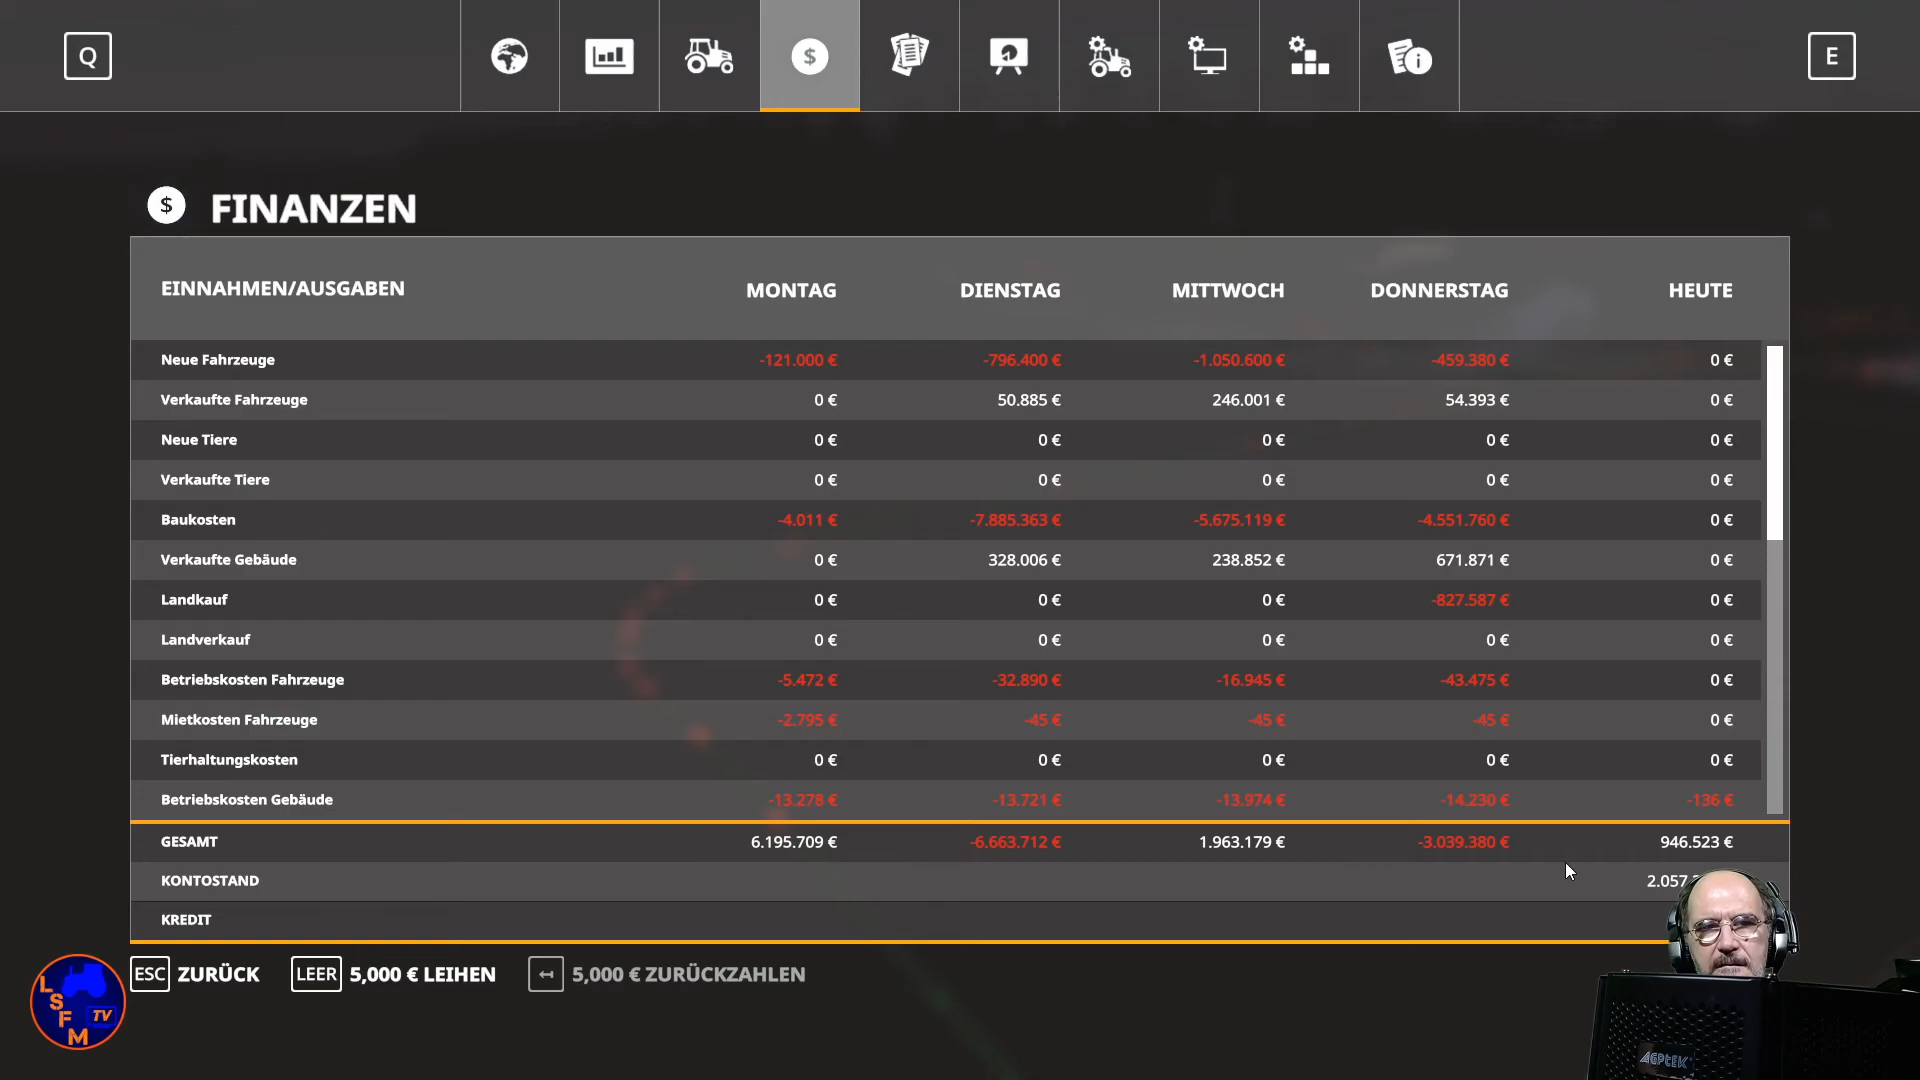 Q
$
E
$ FINANZEN
EINNAHMEN/AUSGABEN MONTAG DIENSTAG MITTWOCH DONNERSTAG HEUTE
Neue Fahrzeuge -121.000 € -796.400 € -1.050.600 € -459.380 € 0 €
Verkaufte Fahrzeuge 0 € 50.885 € 246.001 € 54.393 € 0 €
Neue Tiere 0 € 0 € 0 € 0 € 0 €
Verkaufte Tiere 0 € 0 € 0 € 0 € 0 €
Baukosten -4.011 € -7.885.363 € -5.675.119 € -4.551.760 € 0 €
Verkaufte Gebäude 0 € 328.006 € 238.852 € 671.871 € 0 €
Landkauf 0 € 0 € 0 € -827.587 € 0 €
Landverkauf 0 € 0 € 0 € 0 € 0 €
Betriebskosten Fahrzeuge -5.472 € -32.890 € -16.945 € -43.475 € 0 €
Mietkosten Fahrzeuge -2.795 € -45 € -45 € -45 € 0 €
Tierhaltungskosten 0 € 0 € 0 € 0 € 0 €
Betriebskosten Gebäude -13.278 € -13.721 € -13.974 € -14.230 € -136 €
GESAMT 6.195.709 € -6.663.712 € 1.963.179 € -3.039.380 € 946.523 €
KONTOSTAND 2.057
KREDIT
ESC ZURÜCK LEER 5,000 € LEIHEN 5,000 € ZURÜCKZAHLEN
LSFM TV
AGPTEK